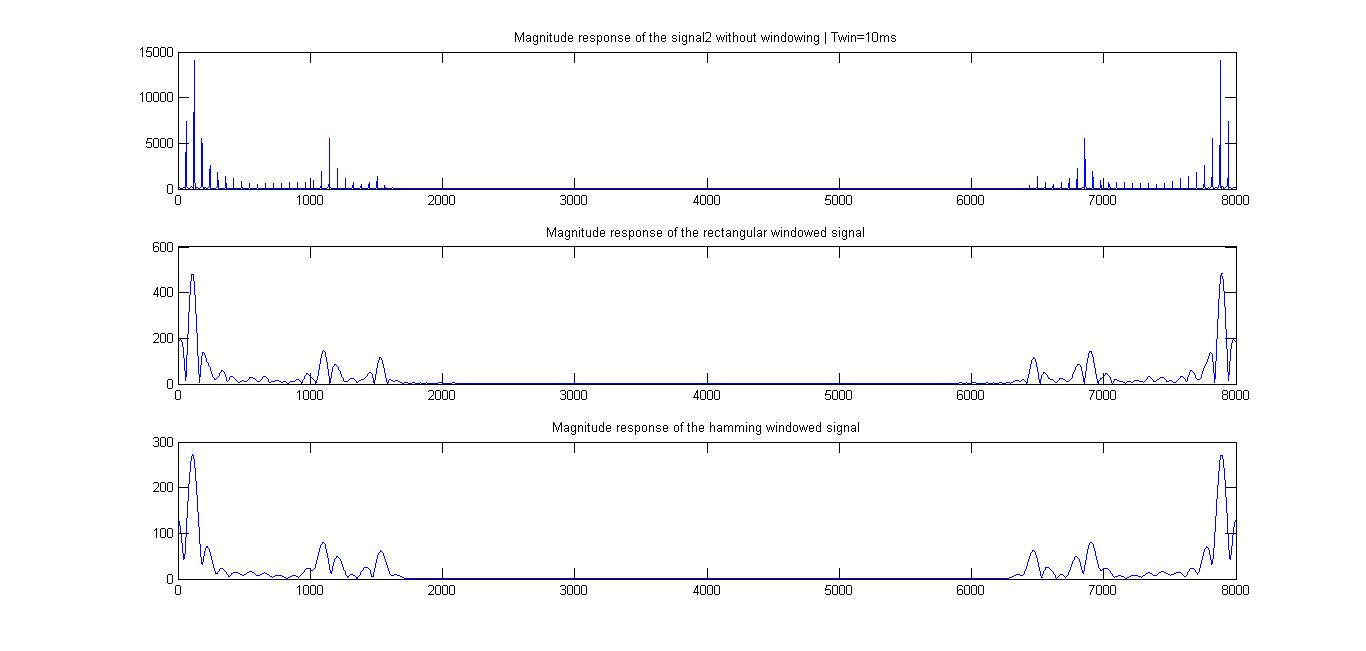 Magnitude response of the signal2 without windowing | Twin=10ms
15000
10000
5000
0
0 1000 2000 3000 4000 5000 6000 7000 8000
Magnitude response of the rectangular windowed signal
600
400
200
0
0 1000 2000 3000 4000 5000 6000 7000 8000
Magnitude response of the hamming windowed signal
300
200
100
0
0 1000 2000 3000 4000 5000 6000 7000 8000